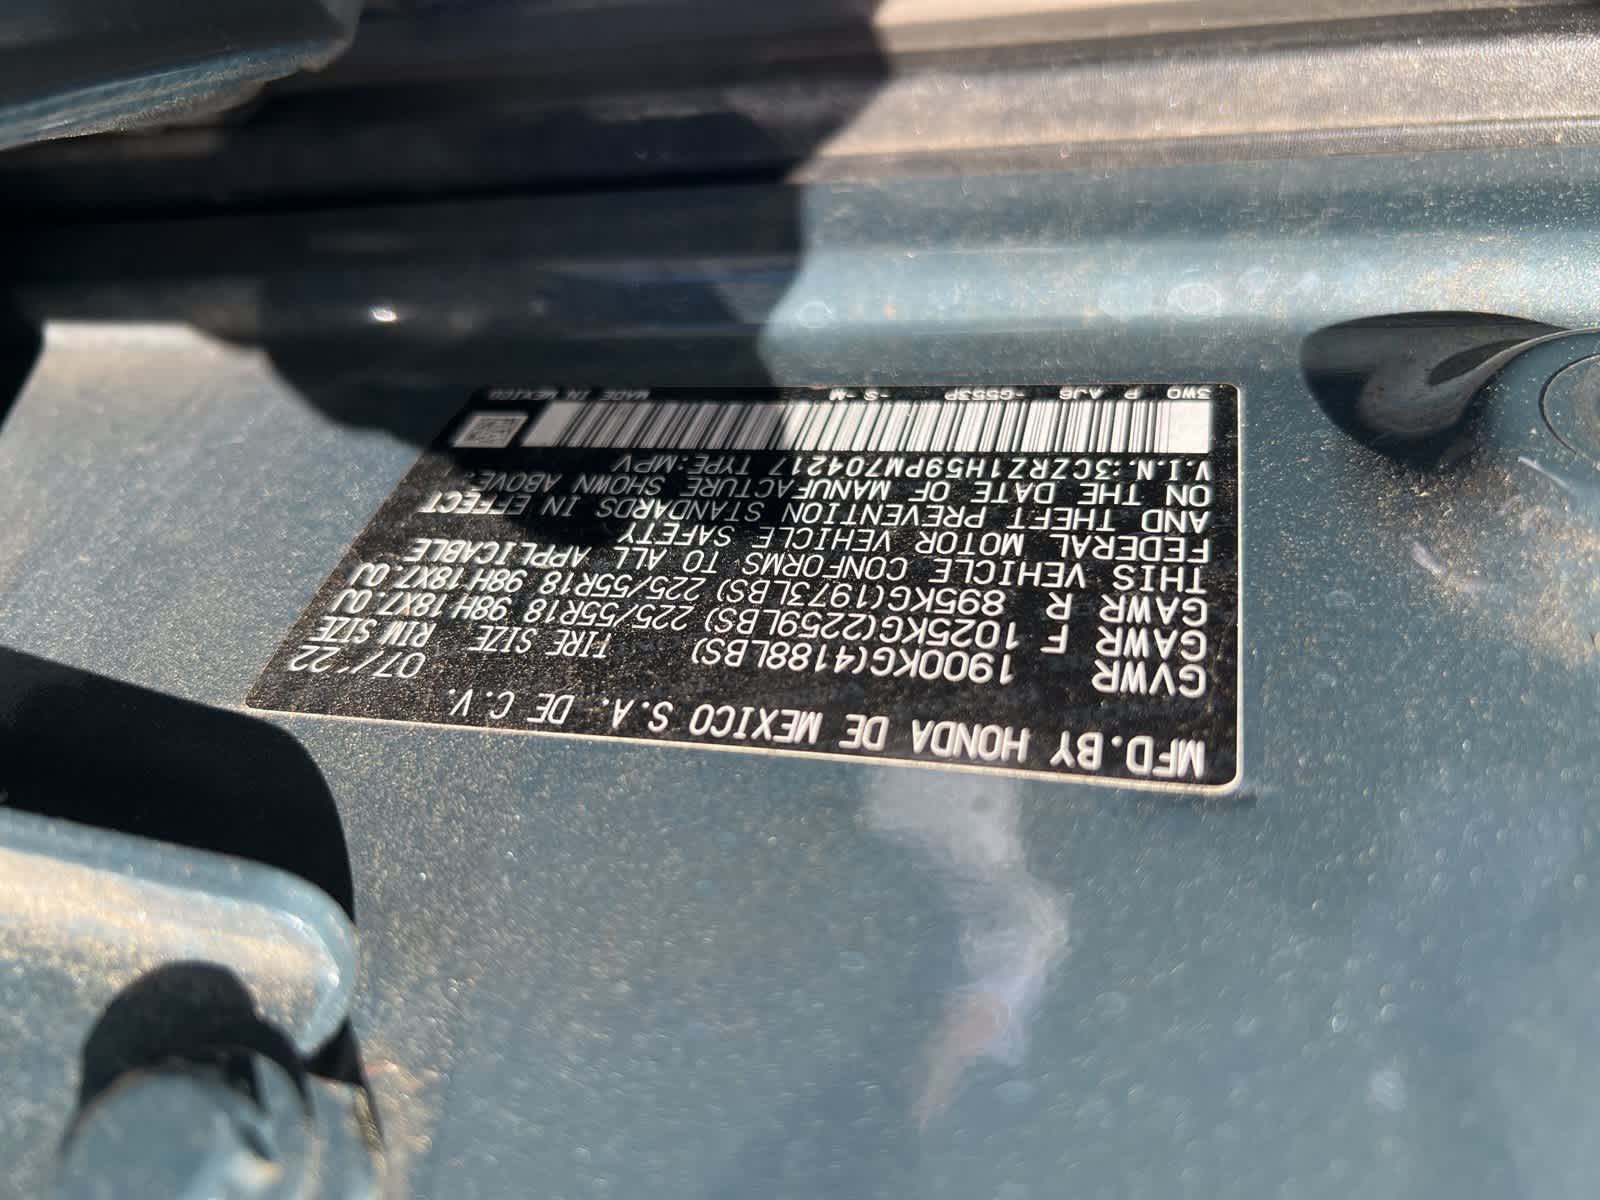 MFD.BY HONDA DE MEXICO S.A. DE C.V.
GVWR 1900KG(4188LBS) 07/'22
TIRE SIZE RIM SIZE
GAWR F 1025KG(2259LBS) 225/55R18 98H 18X7.0J
GAWR R 895KG(1973LBS) 225/55R18 98H 18X7.0J
THIS VEHICLE CONFORMS TO ALL APPLICABLE
FEDERAL MOTOR VEHICLE SAFETY
AND THEFT PREVENTION STANDARDS IN EFFECT
ON THE DATE OF MANUFACTURE SHOWN ABOVE.
V.I.N.:3CZRZ1H59PM704217 TYPE:MPV
3W0 P AJ6 -G553P -S -M MADE IN MEXICO